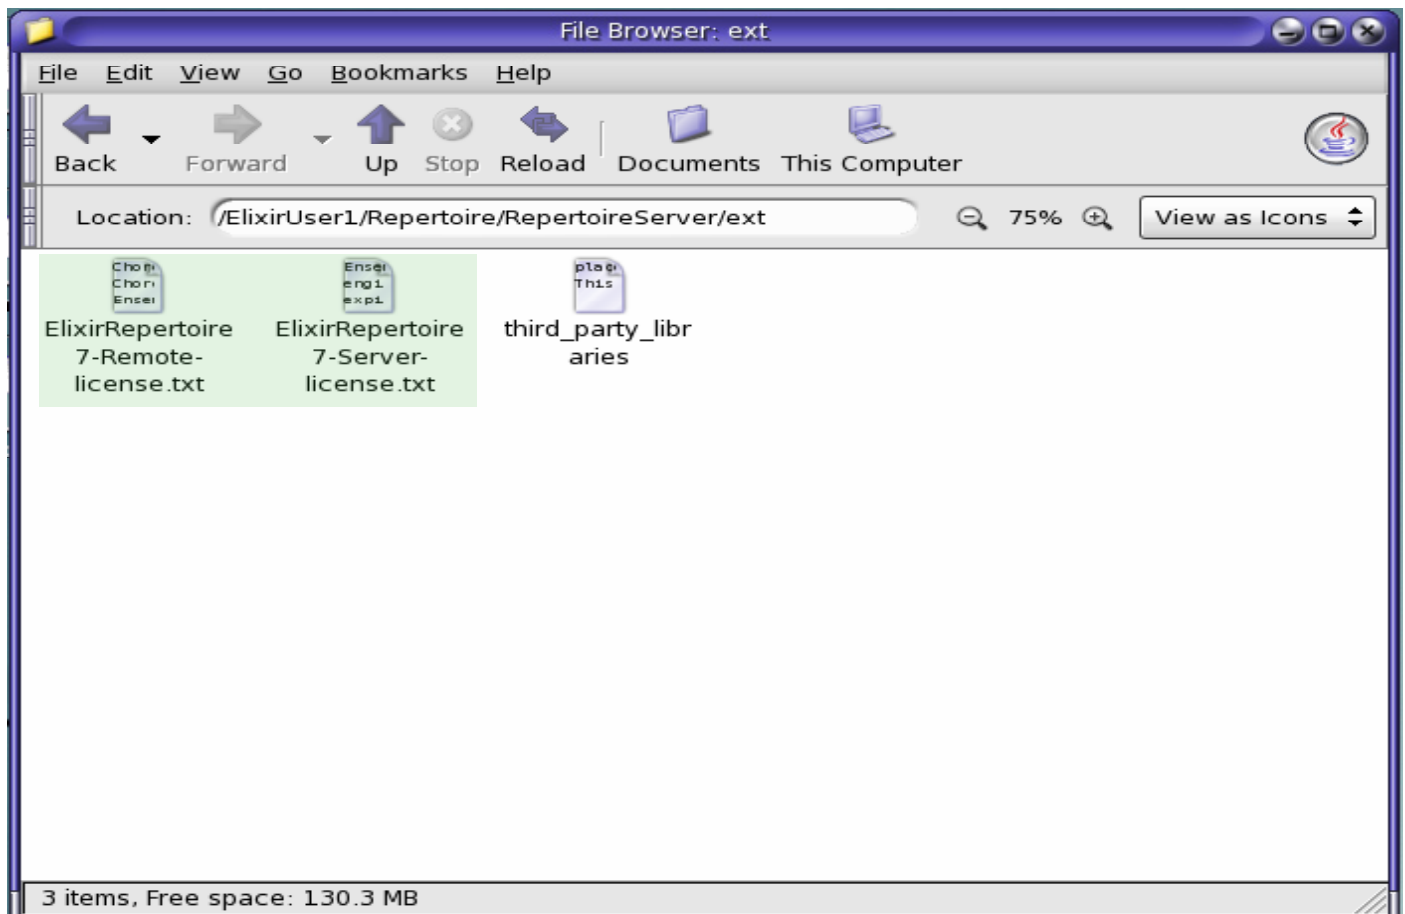 File Browser: ext
File Edit View Go Bookmarks Help
Back Forward Up Stop Reload Documents This Computer
Location: /ElixirUser1/Repertoire/RepertoireServer/ext 75% View as Icons
ElixirRepertoire
7-Remote-
license.txt
ElixirRepertoire
7-Server-
license.txt
plac
This
third_party_libr
aries
3 items, Free space: 130.3 MB